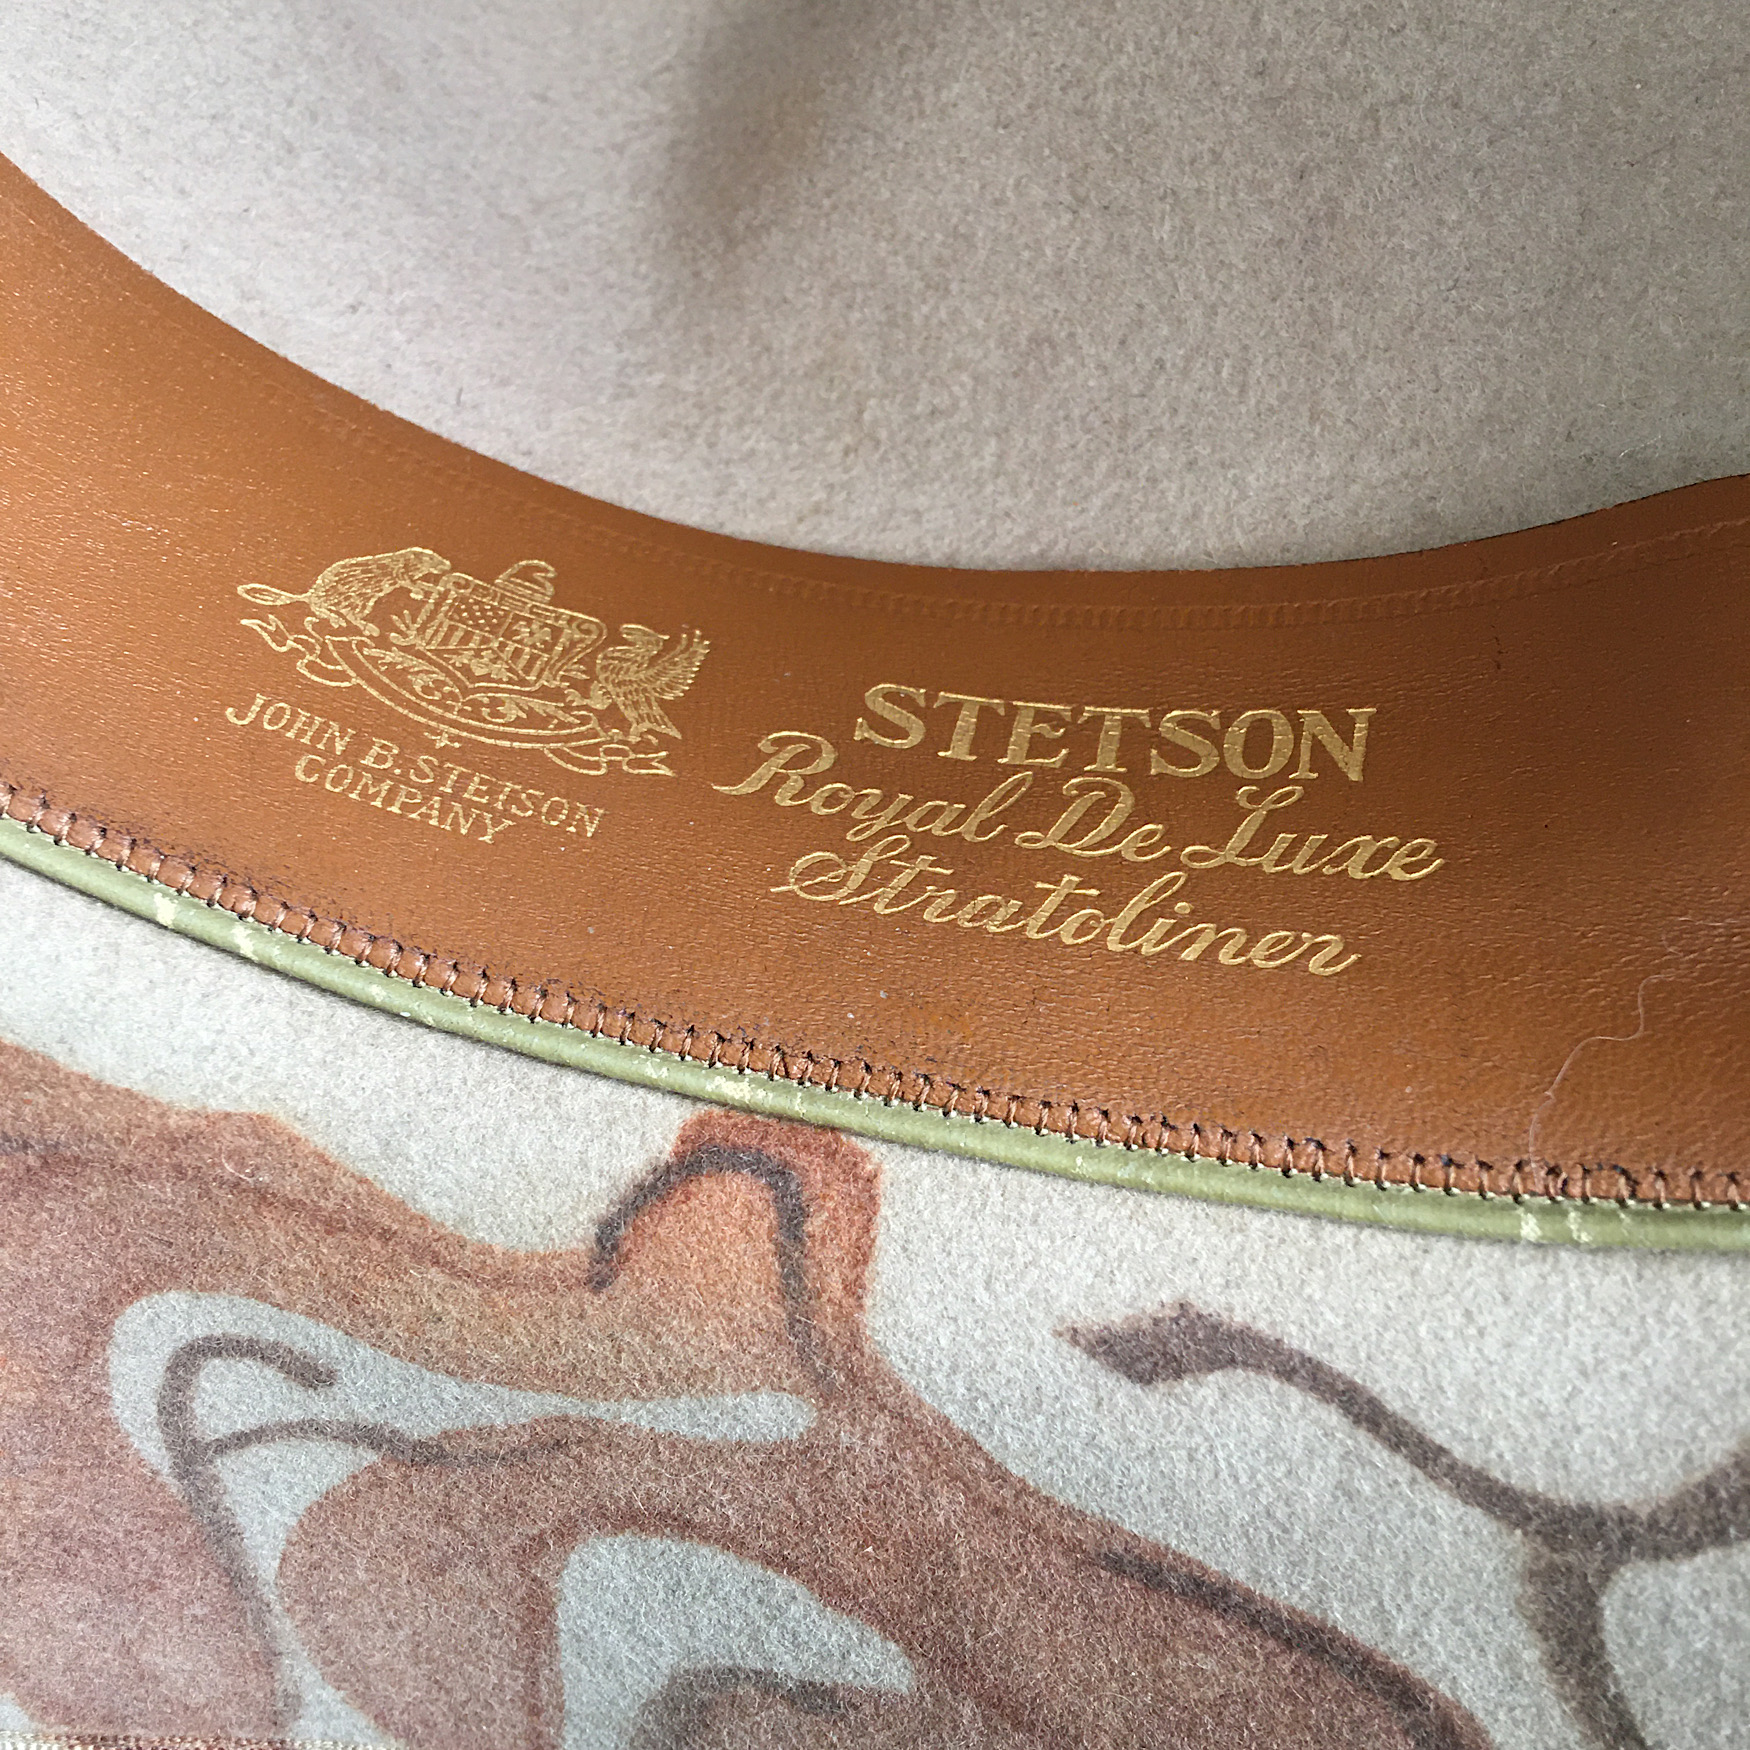 JOHN B. STETSON
COMPANY
STETSON
Royal De Luxe
Stratoliner